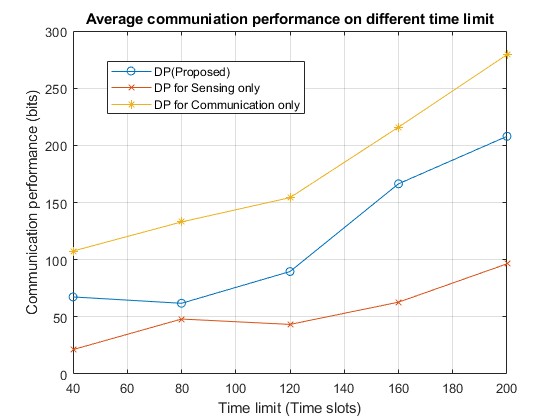 Average communiation performance on different time limit
300
250
200
150
100
50
0
Communication performance (bits)
DP(Proposed)
DP for Sensing only
DP for Communication only
40 60 80 100 120 140 160 180 200
Time limit (Time slots)